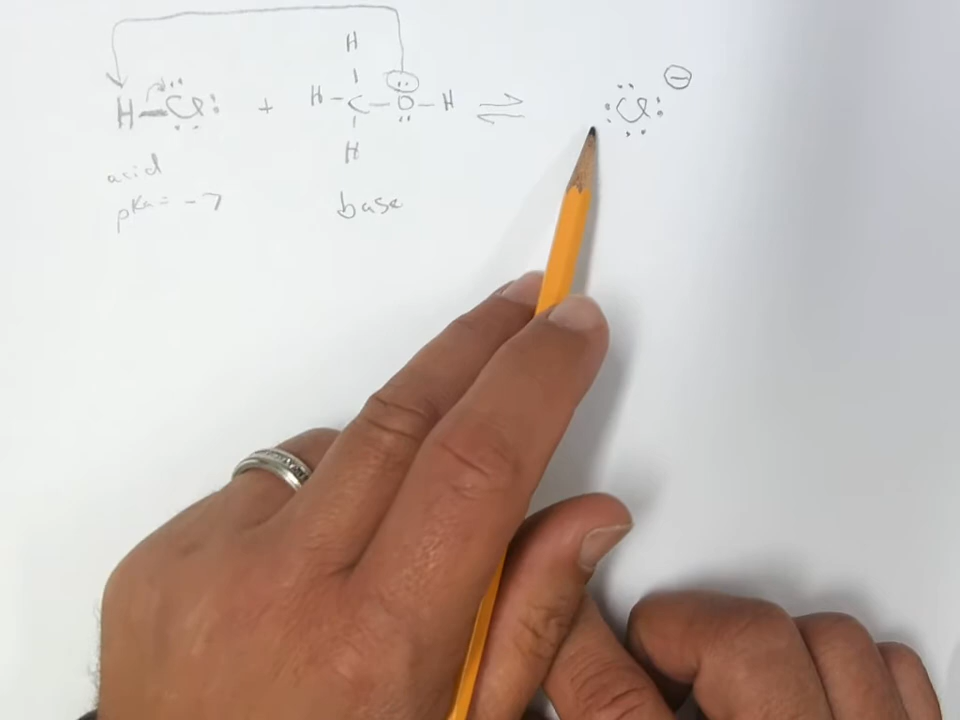 H
H–Cl + H–C–O–H ⇌ Cl ⊖
H
acid
pKa = -7 base